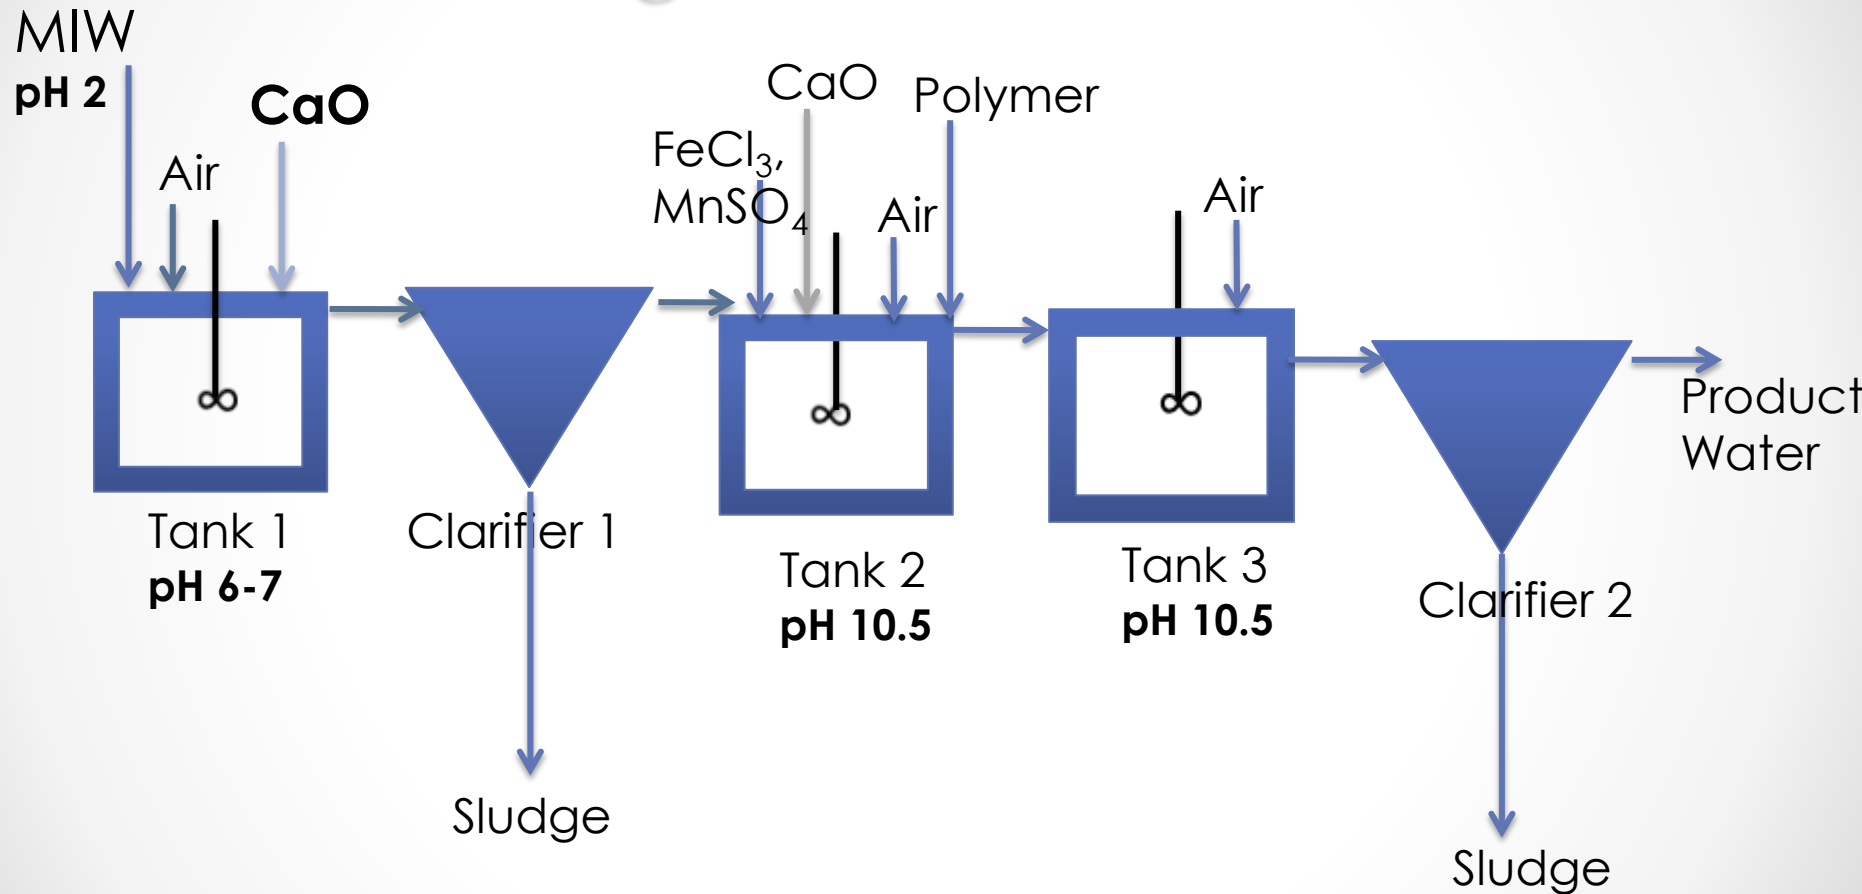 MIW
pH 2
CaO
Air
Tank 1
pH 6-7
Clarifier 1
Sludge
FeCl₃,
MnSO₄
CaO
Air
Polymer
Tank 2
pH 10.5
Air
Tank 3
pH 10.5
Clarifier 2
Sludge
Product
Water